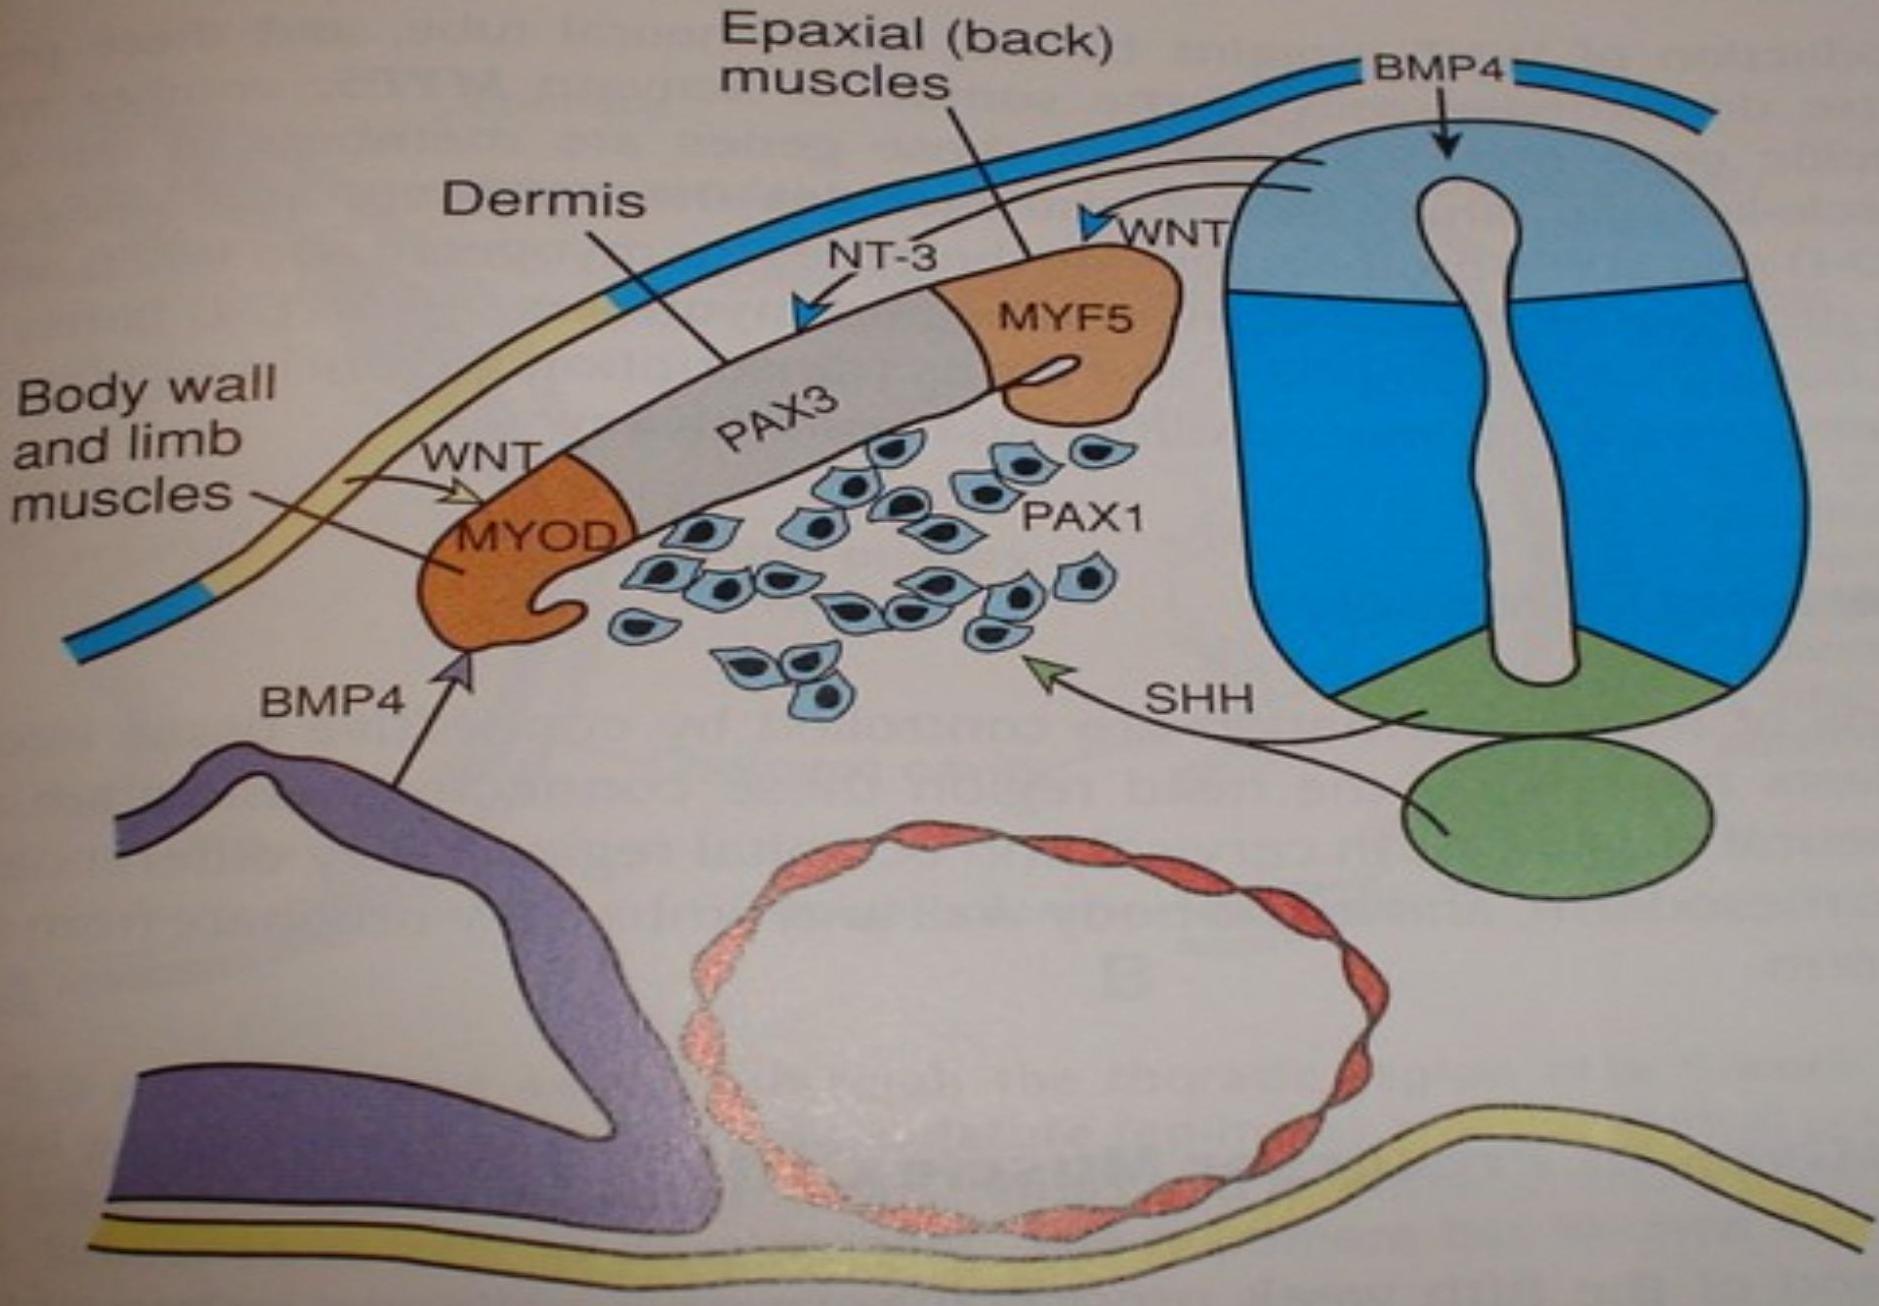 Epaxial (back)
muscles
BMP4
Dermis
WNT
NT-3
MYF5
Body wall
and limb
muscles
PAX3
WNT
MYOD
PAX1
BMP4
SHH